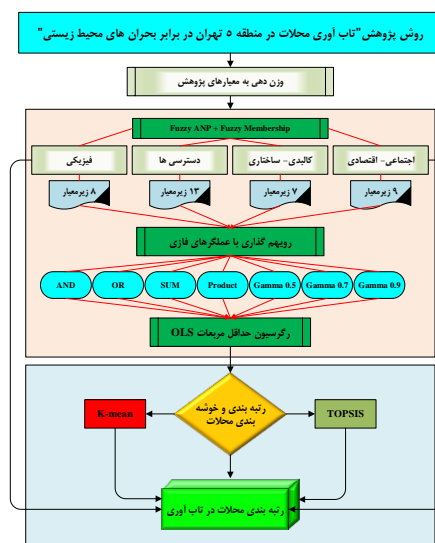 روش پژوهش"تاب آوری محلات در منطقه ۵ تهران در برابر بحران های محیط زیستی"
وزن دهی به معیارهای پژوهش
Fuzzy ANP + Fuzzy Membership
اجتماعی- اقتصادی
کالبدی- ساختاری
دسترسی ها
فیزیکی
۹ زیرمعیار
۷ زیرمعیار
۱۳ زیرمعیار
۸ زیرمعیار
رویهم گذاری با عملگرهای فازی
AND
OR
SUM
Product
Gamma 0.5
Gamma 0.7
Gamma 0.9
رگرسیون حداقل مربعات OLS
رتبه بندی و خوشه
بندی محلات
K-mean
TOPSIS
رتبه بندی محلات در تاب آوری